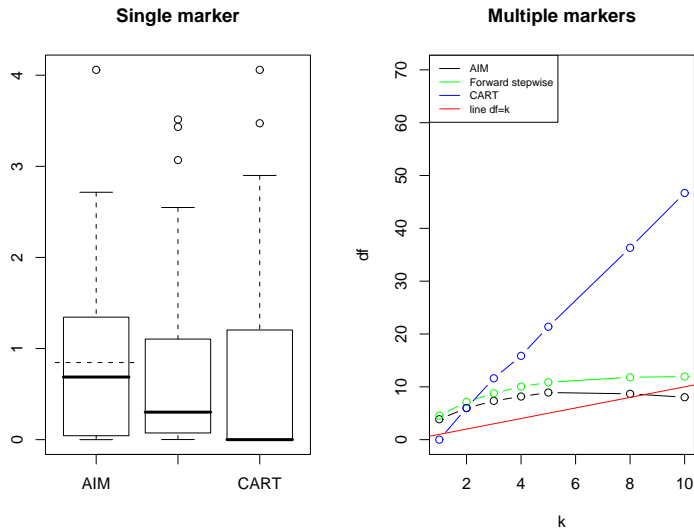 Single marker
4
3
2
1
0
AIM
CART
Multiple markers
AIM
Forward stepwise
CART
line df=k
70
60
50
40
30
20
10
0
df
2
4
6
8
10
k